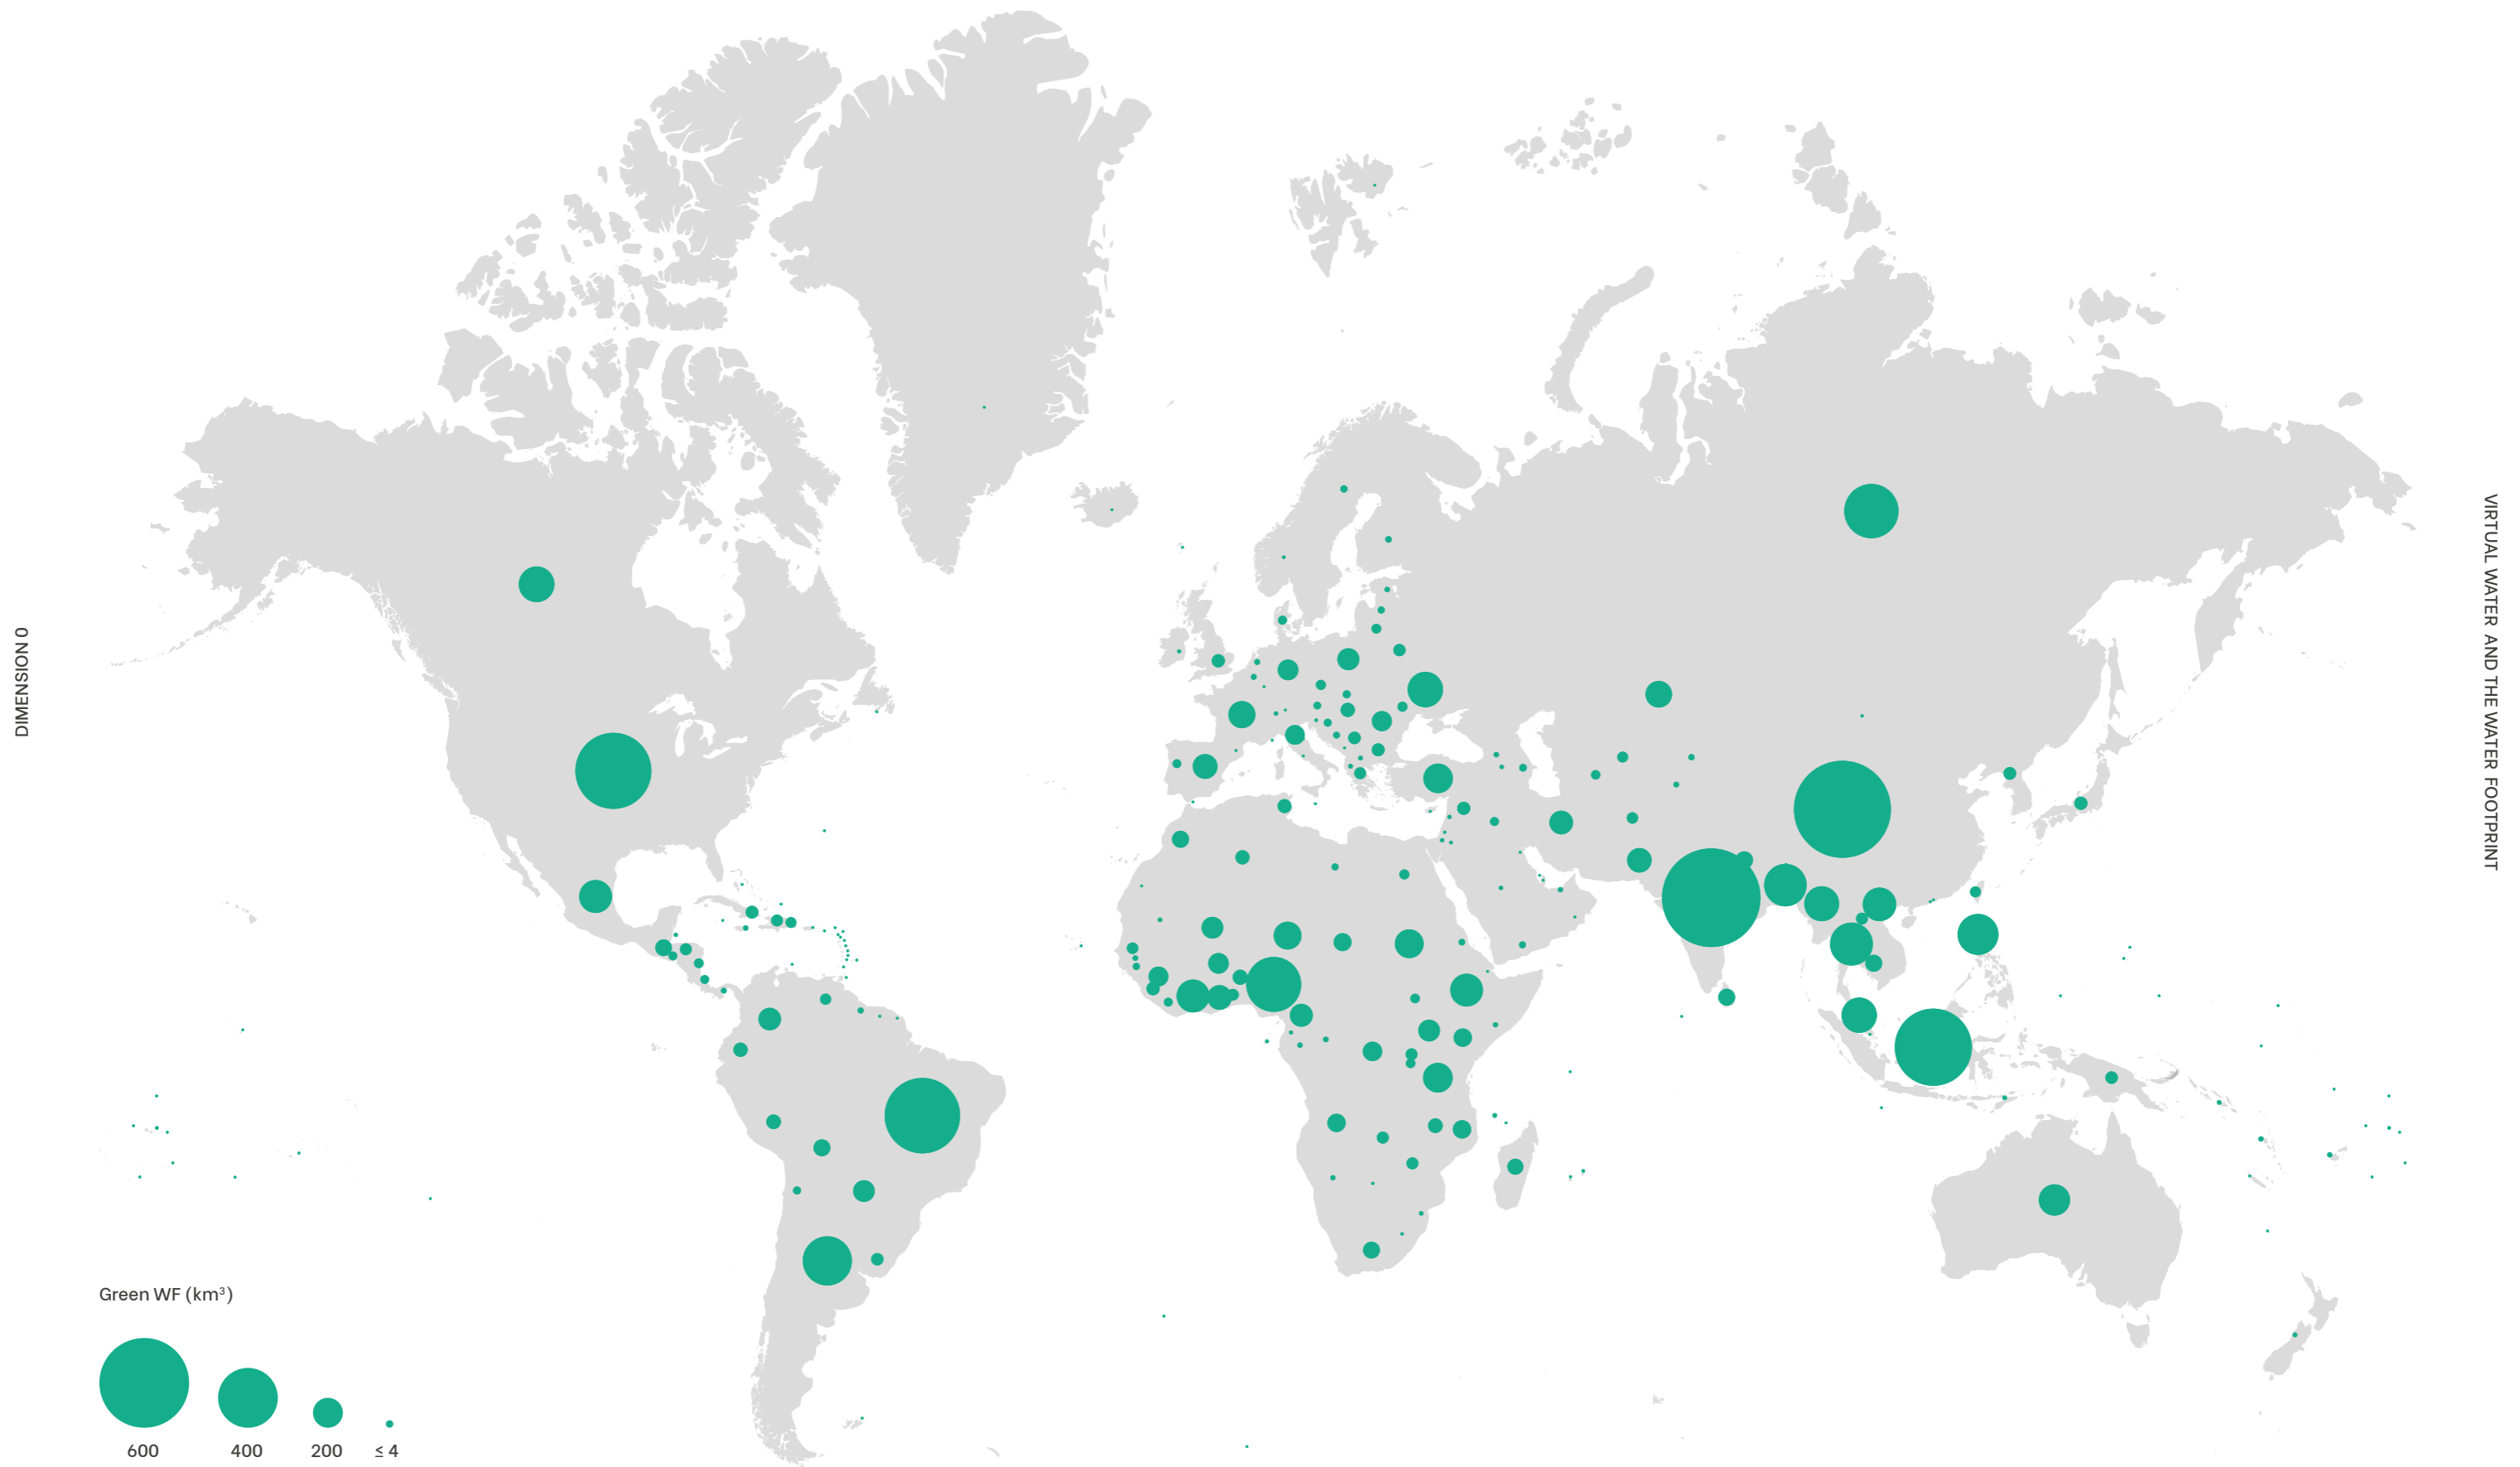 DIMENSION 0
VIRTUAL WATER AND THE WATER FOOTPRINT
Green WF (km³)
600 400 200 ≤ 4